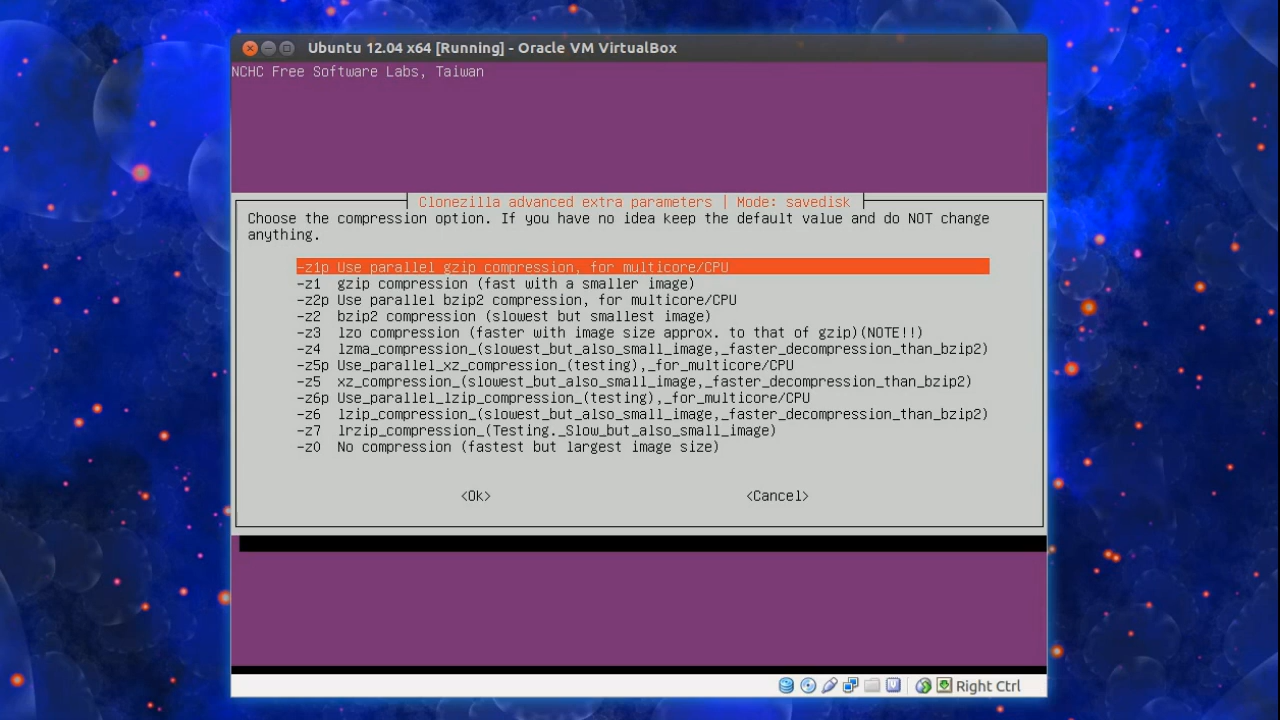 Ubuntu 12.04 x64 [Running] - Oracle VM VirtualBox
NCHC Free Software Labs, Taiwan
Clonezilla advanced extra parameters | Mode: savedisk
Choose the compression option. If you have no idea keep the default value and do NOT change
anything.
-z1p Use parallel gzip compression, for multicore/CPU
-z1 gzip compression (fast with a smaller image)
-z2p Use parallel bzip2 compression, for multicore/CPU
-z2 bzip2 compression (slowest but smallest image)
-z3 lzo compression (faster with image size approx. to that of gzip)(NOTE!!)
-z4 lzma_compression_(slowest_but_also_small_image,_faster_decompression_than_bzip2)
-z5p Use_parallel_xz_compression_(testing),_for_multicore/CPU
-z5 xz_compression_(slowest_but_also_small_image,_faster_decompression_than_bzip2)
-z6p Use_parallel_lzip_compression_(testing),_for_multicore/CPU
-z6 lzip_compression_(slowest_but_also_small_image,_faster_decompression_than_bzip2)
-z7 lrzip_compression_(Testing._Slow_but_also_small_image)
-z0 No compression (fastest but largest image size)
<Ok> <Cancel>
Right Ctrl